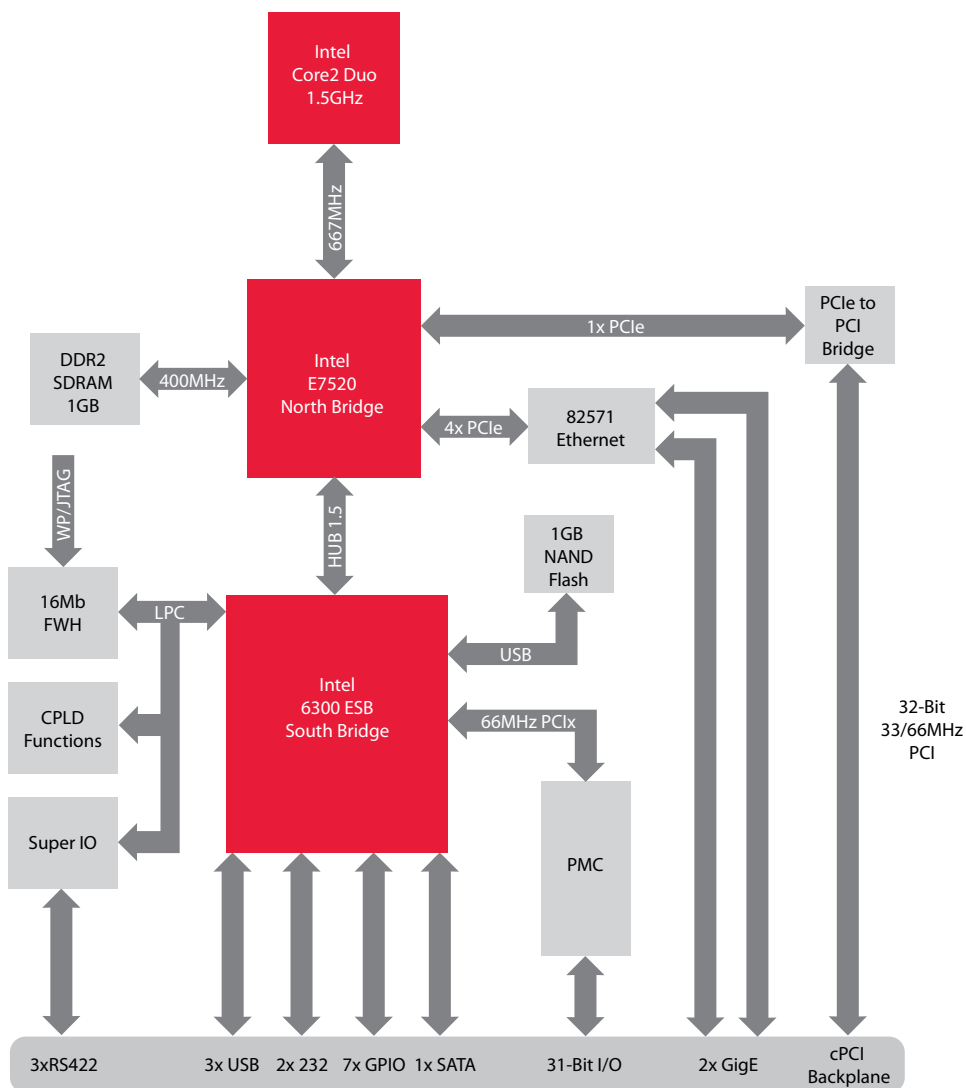 Intel
Core2 Duo
1.5GHz
667MHz
PCIe to
PCI
Bridge
1x PCIe
DDR2
SDRAM
1GB
400MHz
Intel
E7520
North Bridge
4x PCIe
82571
Ethernet
WP/JTAG
HUB 1.5
1GB
NAND
Flash
16Mb
FWH
LPC
USB
Intel
6300 ESB
South Bridge
66MHz PCIx
CPLD
Functions
32-Bit
33/66MHz
PCI
Super IO
PMC
3xRS422
3x USB
2x 232
7x GPIO
1x SATA
31-Bit I/O
2x GigE
cPCI
Backplane